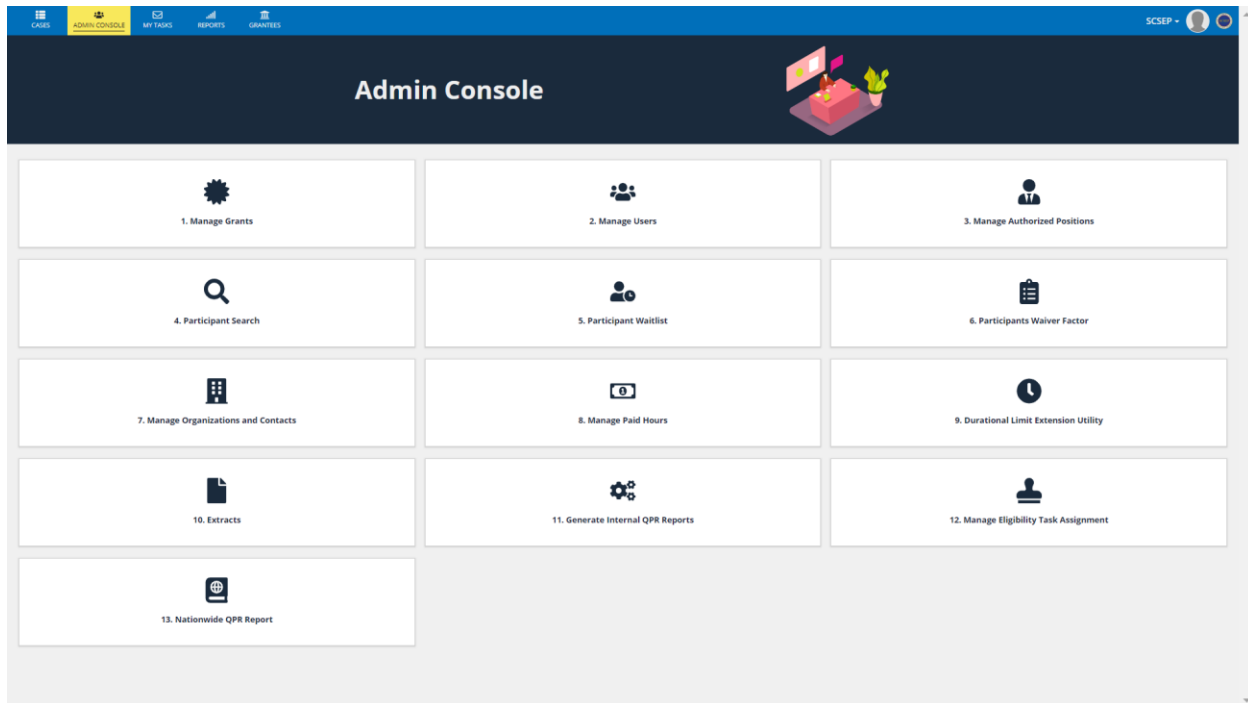 CASES
ADMIN CONSOLE
MY TASKS
REPORTS
GRANTEES
SCSEP
Admin Console
1. Manage Grants
2. Manage Users
3. Manage Authorized Positions
4. Participant Search
5. Participant Waitlist
6. Participants Waiver Factor
7. Manage Organizations and Contacts
8. Manage Paid Hours
9. Durational Limit Extension Utility
10. Extracts
11. Generate Internal QPR Reports
12. Manage Eligibility Task Assignment
13. Nationwide QPR Report